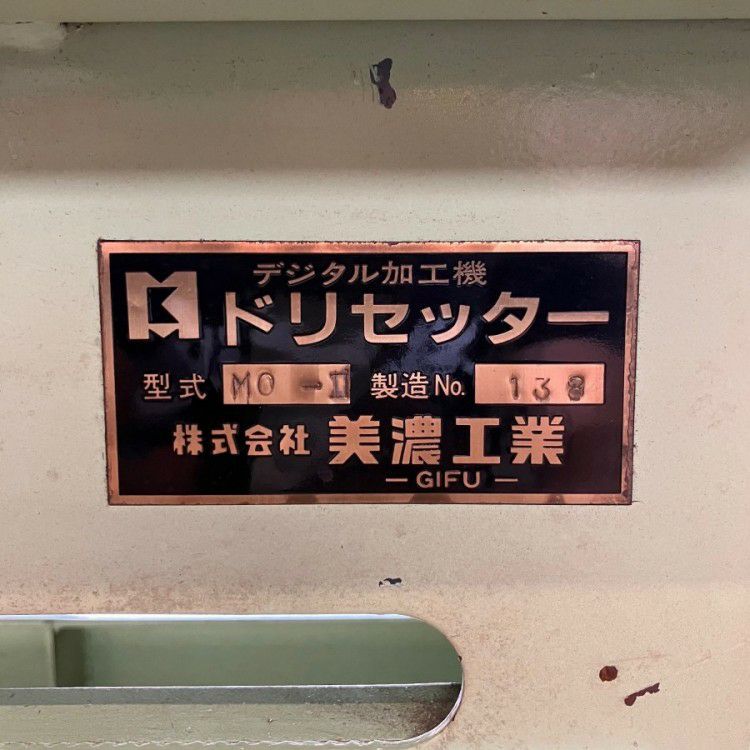 デジタル加工機
ドリセッター
型式 MO-II 製造No. 138
株式会社 美濃工業
— GIFU —